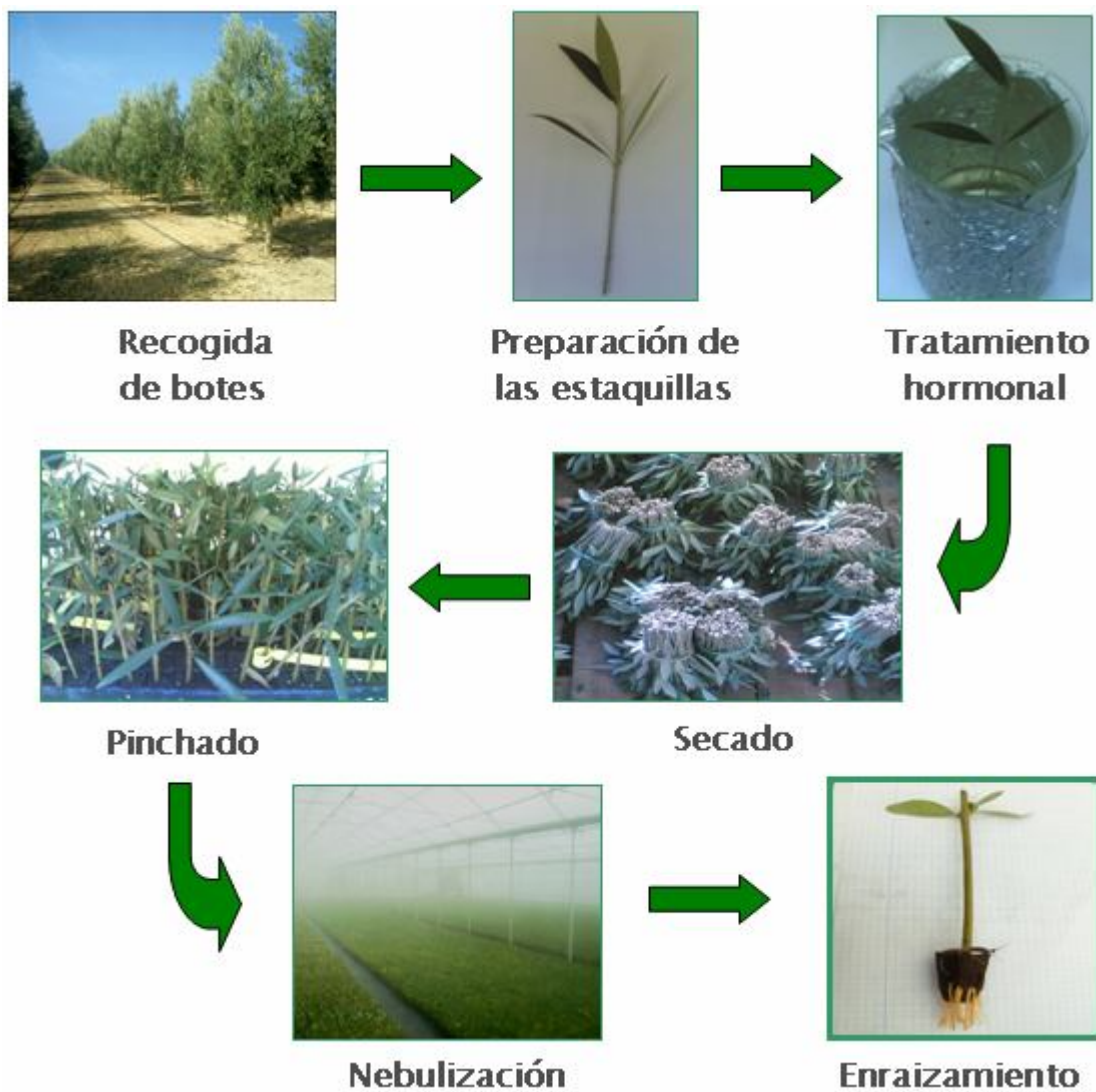 Recogida
de botes
Preparación de
las estaquillas
Tratamiento
hormonal
Pinchado
Secado
Nebulización
Enraizamiento